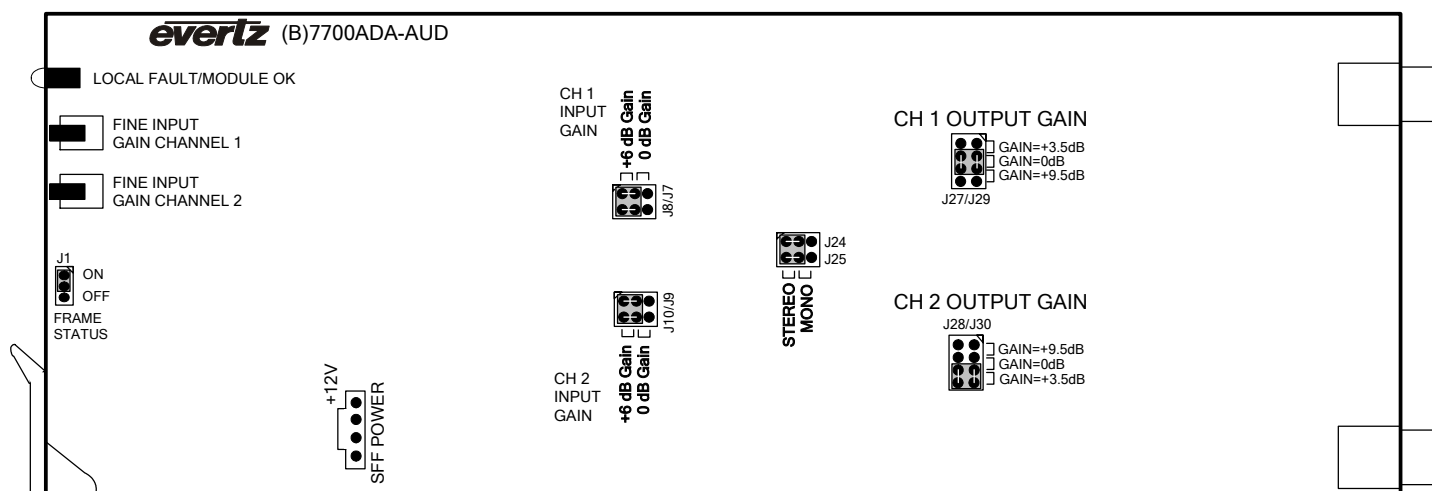 evertz (B)7700ADA-AUD
LOCAL FAULT/MODULE OK
FINE INPUT
GAIN CHANNEL 1
FINE INPUT
GAIN CHANNEL 2
J1
ON
OFF
FRAME
STATUS
+12V
SFF POWER
CH 1
INPUT
GAIN
+6 dB Gain
0 dB Gain
J8/J7
J10/J9
CH 2
INPUT
GAIN
+6 dB Gain
0 dB Gain
J24
J25
STEREO
MONO
CH 1 OUTPUT GAIN
GAIN=+3.5dB
GAIN=0dB
GAIN=+9.5dB
J27/J29
CH 2 OUTPUT GAIN
J28/J30
GAIN=+9.5dB
GAIN=0dB
GAIN=+3.5dB